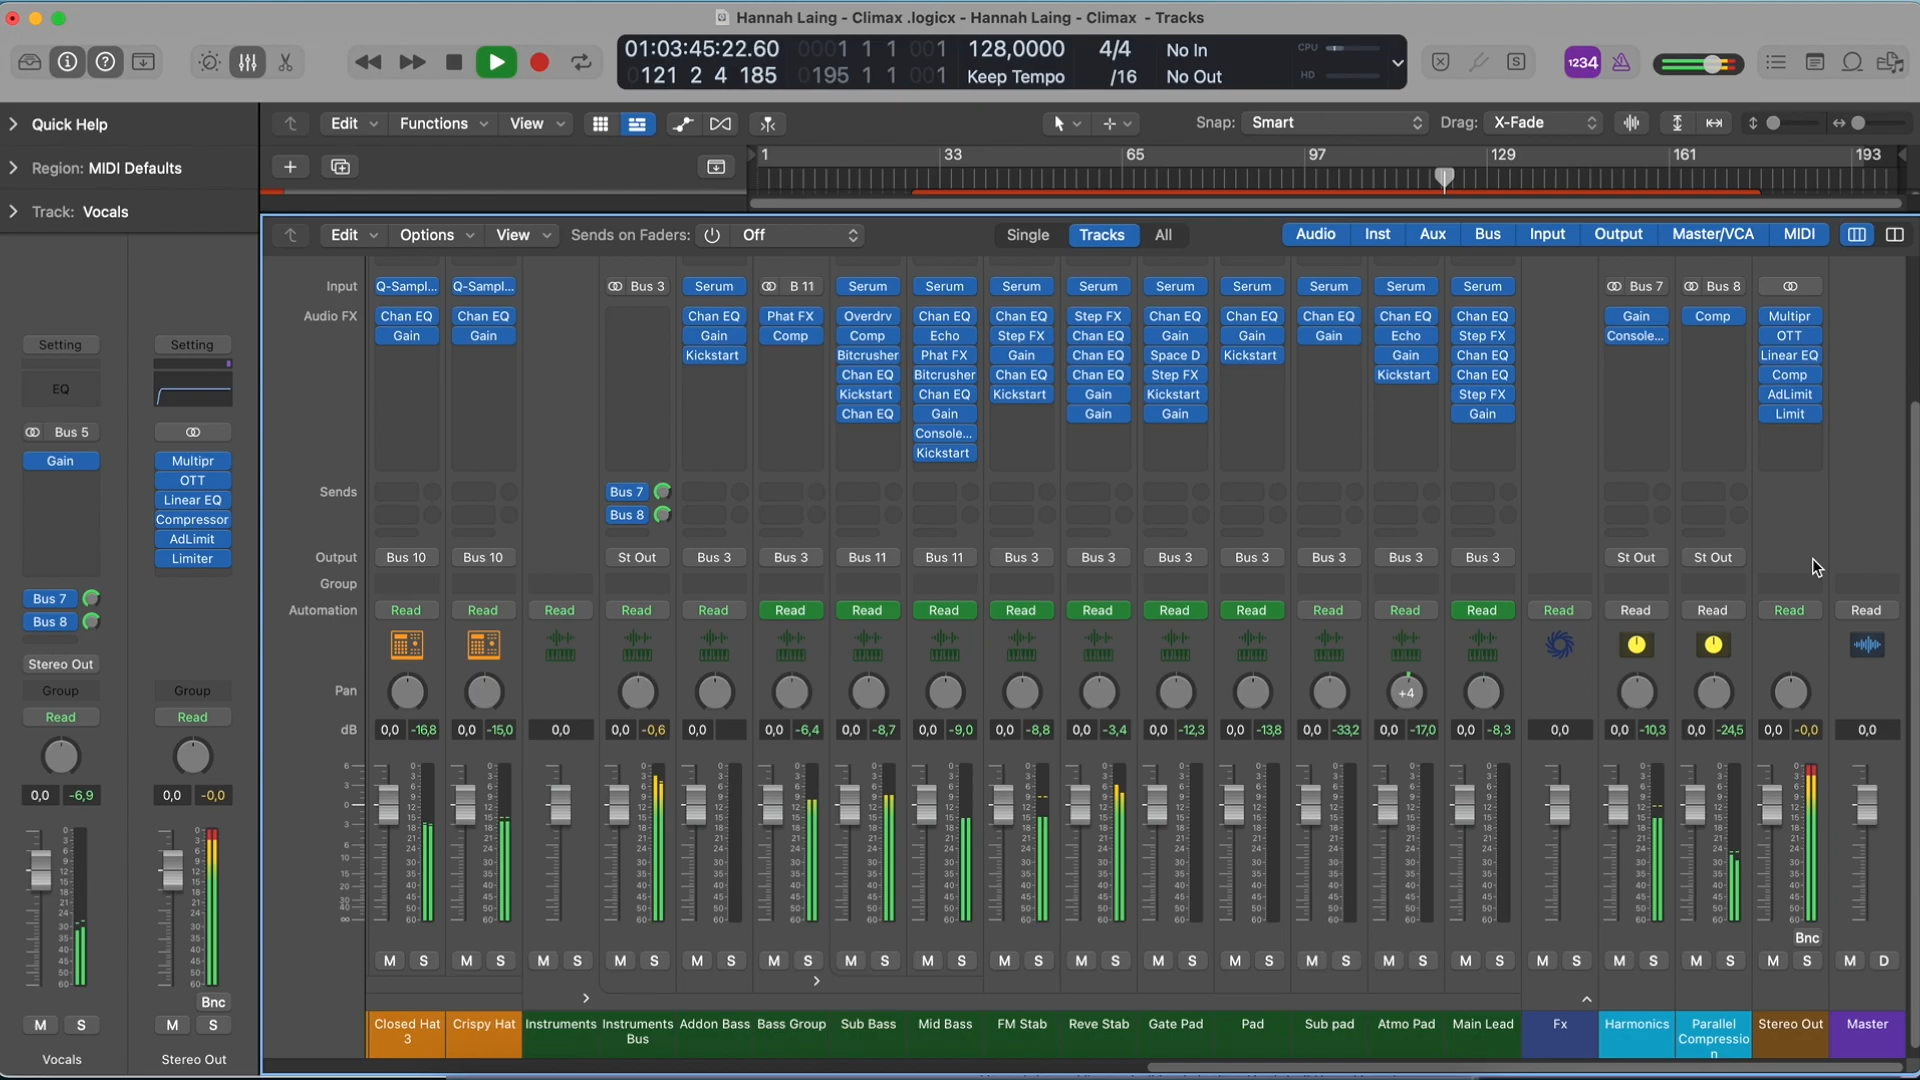 Hannah Laing - Climax .logicx - Hannah Laing - Climax - Tracks
01:03:45:22.60 0001 1 1 001 128,0000 4/4 No In CPU
0121 2 4 185 0195 1 1 001 Keep Tempo /16 No Out HD
1234
Quick Help
Edit Functions View
Snap: Smart Drag: X-Fade
Region: MIDI Defaults
1 33 65 97 129 161 193
Track: Vocals
Edit Options View Sends on Faders: Off Single Tracks All Audio Inst Aux Bus Input Output Master/VCA MIDI
Input Q-Sampl... Q-Sampl... Bus 3 Serum B 11 Serum Serum Serum Serum Serum Serum Serum Serum Serum Bus 7 Bus 8
Audio FX Chan EQ Chan EQ Chan EQ Phat FX Overdrv Chan EQ Chan EQ Step FX Chan EQ Chan EQ Chan EQ Chan EQ Chan EQ Gain Comp Multipr
Gain Gain Gain Comp Comp Echo Step FX Chan EQ Gain Gain Gain Echo Step FX Console... OTT
Kickstart Bitcrusher Phat FX Gain Chan EQ Space D Kickstart Gain Chan EQ Linear EQ
Chan EQ Bitcrusher Chan EQ Chan EQ Step FX Kickstart Chan EQ Comp
Kickstart Chan EQ Kickstart Gain Kickstart Step FX AdLimit
Chan EQ Gain Gain Gain Gain Limit
Console...
Kickstart
Sends Bus 7
Bus 8
Output Bus 10 Bus 10 St Out Bus 3 Bus 3 Bus 11 Bus 11 Bus 3 Bus 3 Bus 3 Bus 3 Bus 3 Bus 3 Bus 3 St Out St Out
Group
Automation Read Read Read Read Read Read Read Read Read Read Read Read Read Read Read Read Read Read Read Read
Pan +4
dB 0,0 -16,8 0,0 -15,0 0,0 0,0 -0,6 0,0 0,0 -6,4 0,0 -8,7 0,0 -9,0 0,0 -8,8 0,0 -3,4 0,0 -12,3 0,0 -13,8 0,0 -33,2 0,0 -17,0 0,0 -8,3 0,0 0,0 -10,3 0,0 -24,5 0,0 -0,0 0,0
Bnc
M S M S M S M S M S M S M S M S M S M S M S M S M S M S M S M S M S M S M S M D
Closed Hat 3
Crispy Hat
Instruments
Instruments Bus
Addon Bass
Bass Group
Sub Bass
Mid Bass
FM Stab
Reve Stab
Gate Pad
Pad
Sub pad
Atmo Pad
Main Lead
Fx
Harmonics
Parallel Compression
Stereo Out
Master
Setting Setting
EQ
Bus 5
Gain Multipr
OTT
Linear EQ
Compressor
AdLimit
Limiter
Bus 7
Bus 8
Stereo Out
Group Group
Read Read
0,0 -6,9 0,0 -0,0
Bnc
M S M S
Vocals Stereo Out